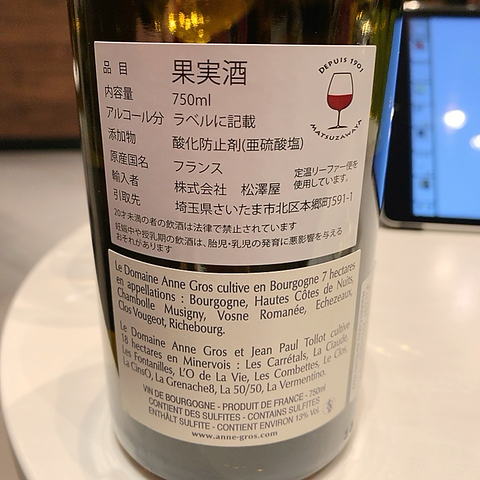 品目 果実酒
内容量 750ml
アルコール分 ラベルに記載
添加物 酸化防止剤(亜硫酸塩)
原産国名 フランス
輸入者 株式会社 松澤屋
引取先 埼玉県さいたま市北区本郷町591-1
定温リーファー便を
使用しています。
DEPUIS 1901
MATSUZAWAYA
20才未満の者の飲酒は法律で禁止されています
妊娠中や授乳期の飲酒は、胎児・乳児の発育に悪影響を与える
おそれがあります
Le Domaine Anne Gros cultive en Bourgogne 7 hectares
en appellations : Bourgogne, Hautes Côtes de Nuits,
Chambolle Musigny, Vosne Romanée, Echezeaux,
Clos Vougeot, Richebourg.
Le Domaine Anne Gros et Jean Paul Tollot cultive
18 hectares en Minervois : Les Carrétals, La Ciaude,
Les Fontanilles, L'O de La Vie, Les Combettes, Le Clos,
La CinsO, La Grenache8, La 50/50, La Vermentino.
VIN DE BOURGOGNE - PRODUIT DE FRANCE - 750ml
CONTIENT DES SULFITES - CONTAINS SULFITES
ENTHÄLT SULFITE - CONTIENT ENVIRON 13% Vol.
www.anne-gros.com